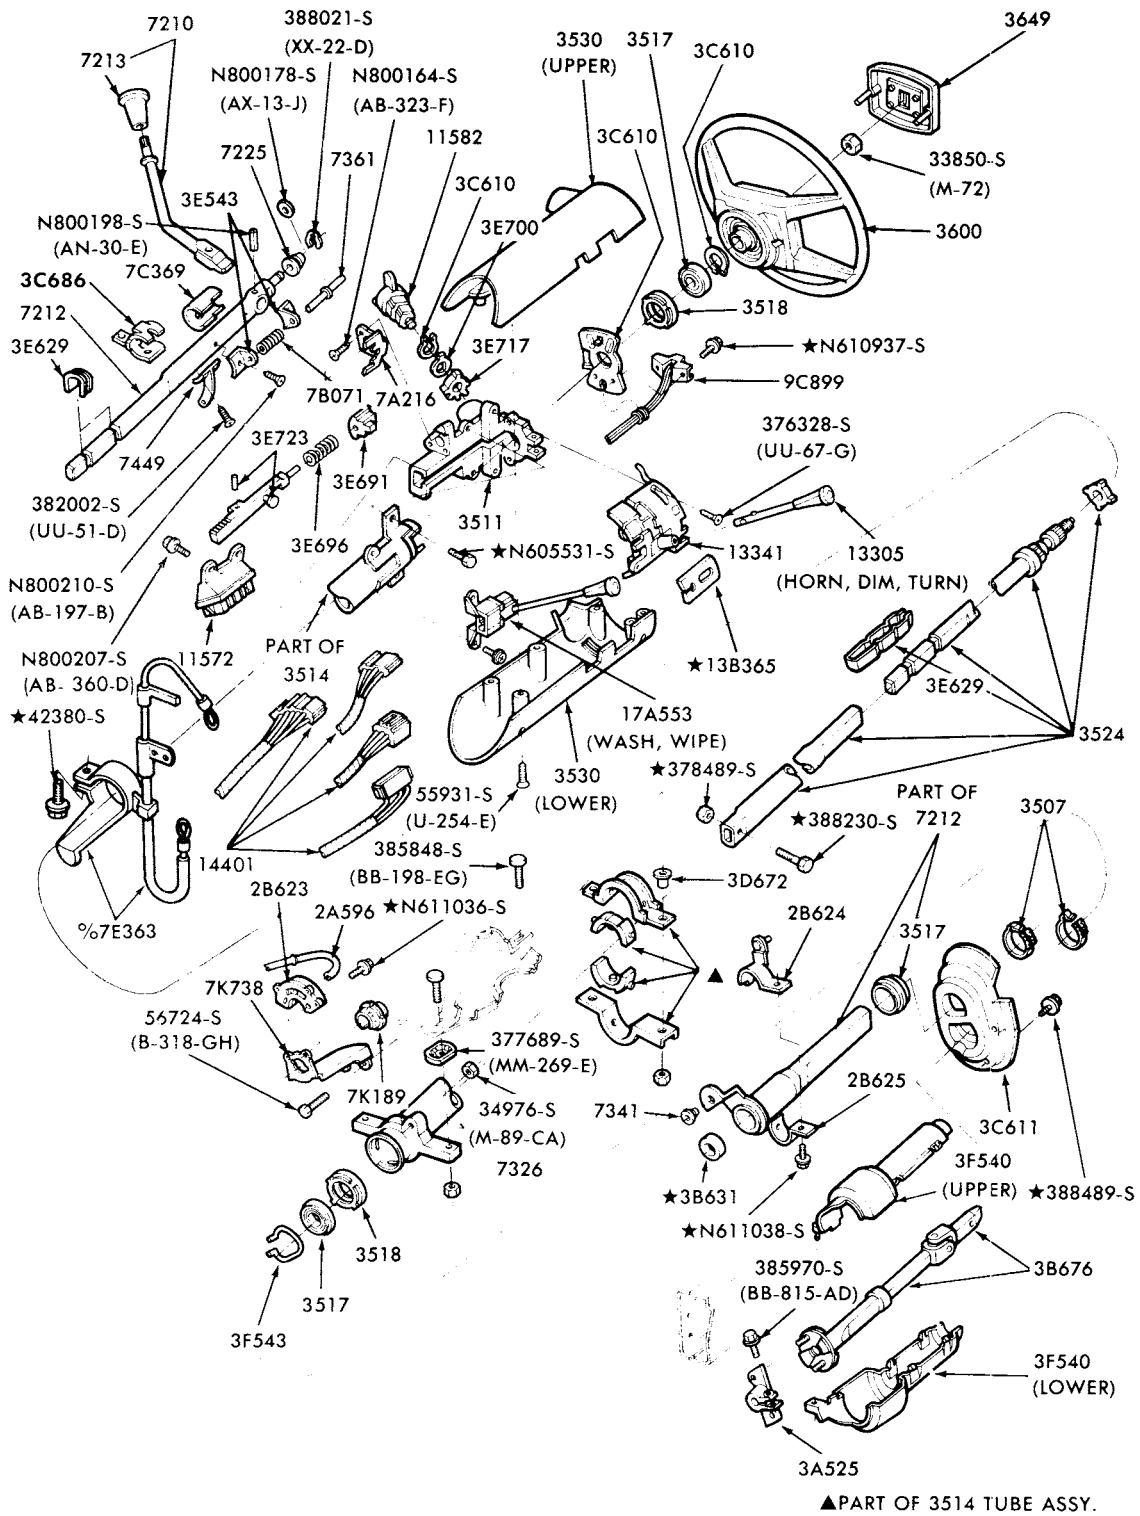 7210
388021-S
(XX-22-D)
3649
7213
3530
(UPPER)
3517
3C610
N800178-S
(AX-13-J)
N800164-S
(AB-323-F)
11582
3C610
7225
7361
33850-S
(M-72)
3C610
3E543
3E700
3600
N800198-S
(AN-30-E)
7C369
3C686
7212
3518
3E629
3E717
★N610937-S
7B071
7A216
9C899
376328-S
(UU-67-G)
3E723
7449
3E691
382002-S
(UU-51-D)
3511
3E696
★N605531-S
13341
13305
(HORN, DIM, TURN)
N800210-S
(AB-197-B)
PART OF
3514
11572
★13B365
N800207-S
(AB- 360-D)
3E629
★42380-S
17A553
(WASH, WIPE)
3524
3530
(LOWER)
★378489-S
55931-S
(U-254-E)
PART OF
7212
3507
★388230-S
14401
385848-S
(BB-198-EG)
3D672
2B623
2A596
★N611036-S
2B624
%7E363
3517
▲
7K738
56724-S
(B-318-GH)
377689-S
(MM-269-E)
2B625
7K189
34976-S
(M-89-CA)
7326
7341
3C611
3F540
(UPPER)
★388489-S
★3B631
★N611038-S
3518
385970-S
(BB-815-AD)
3B676
3517
3F543
3F540
(LOWER)
3A525
▲PART OF 3514 TUBE ASSY.